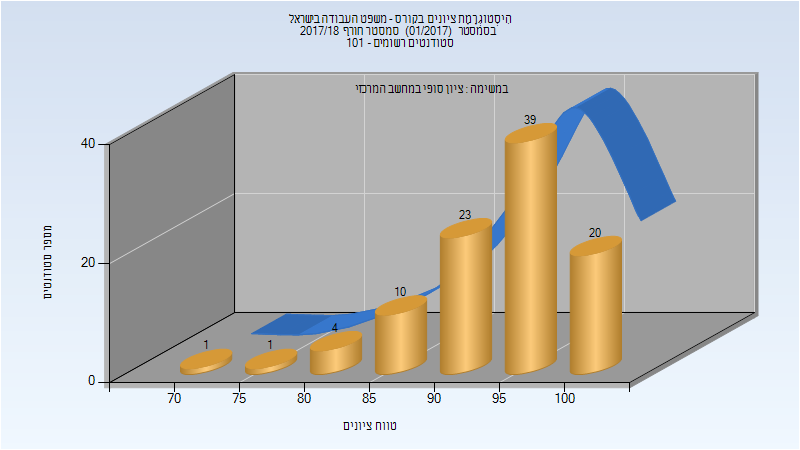 היסטוגרמת ציונים בקורס - משפט העבודה בישראל
בסמסטר (01/2017) סמסטר חורף 2017/18
סטודנטים רשומים - 101
במשימה : ציון סופי במחשב המרכזי
מספר סטודנטים
40
20
0
1
1
4
10
23
39
20
70
75
80
85
90
95
100
טווח ציונים